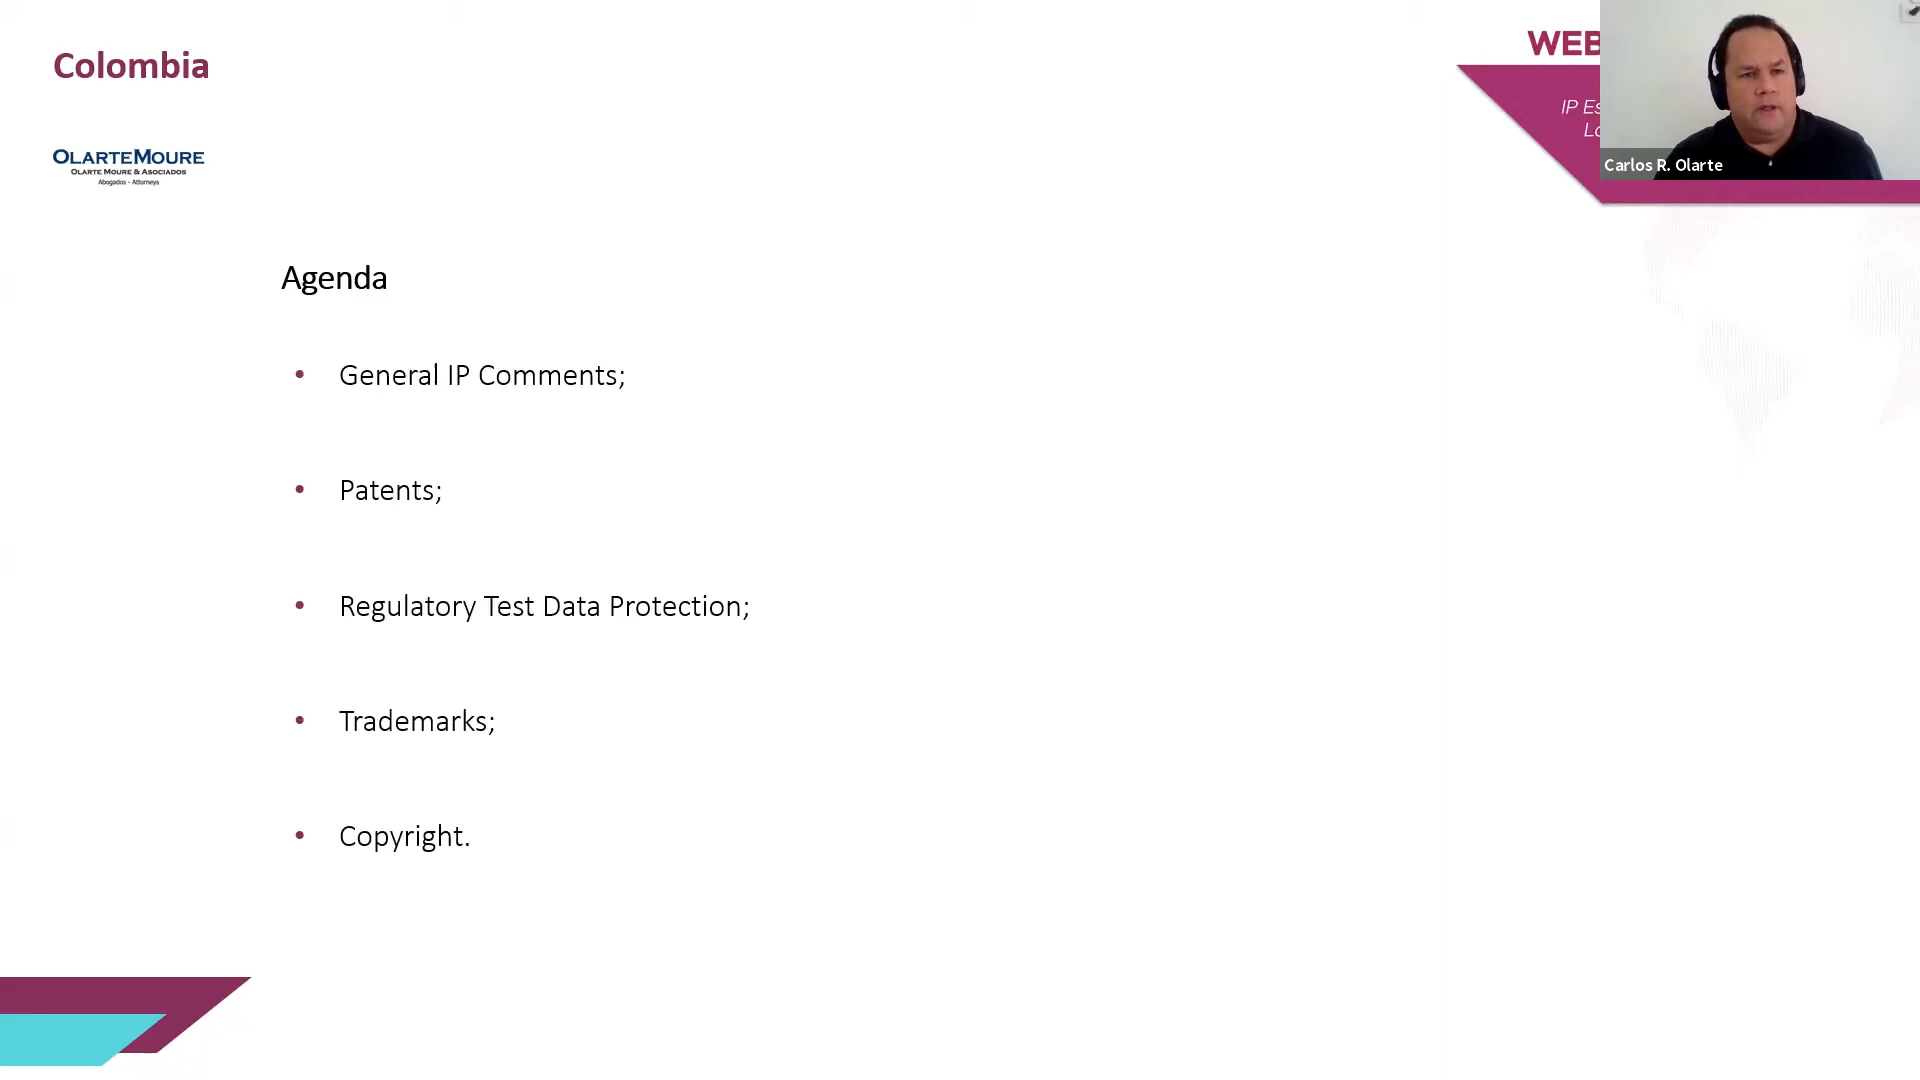 Colombia
WEB
IP Es
Lo
Carlos R. Olarte
OLARTEMOURE
OLARTE MOURE & ASOCIADOS
Abogados - Attorneys
Agenda
• General IP Comments;
• Patents;
• Regulatory Test Data Protection;
• Trademarks;
• Copyright.